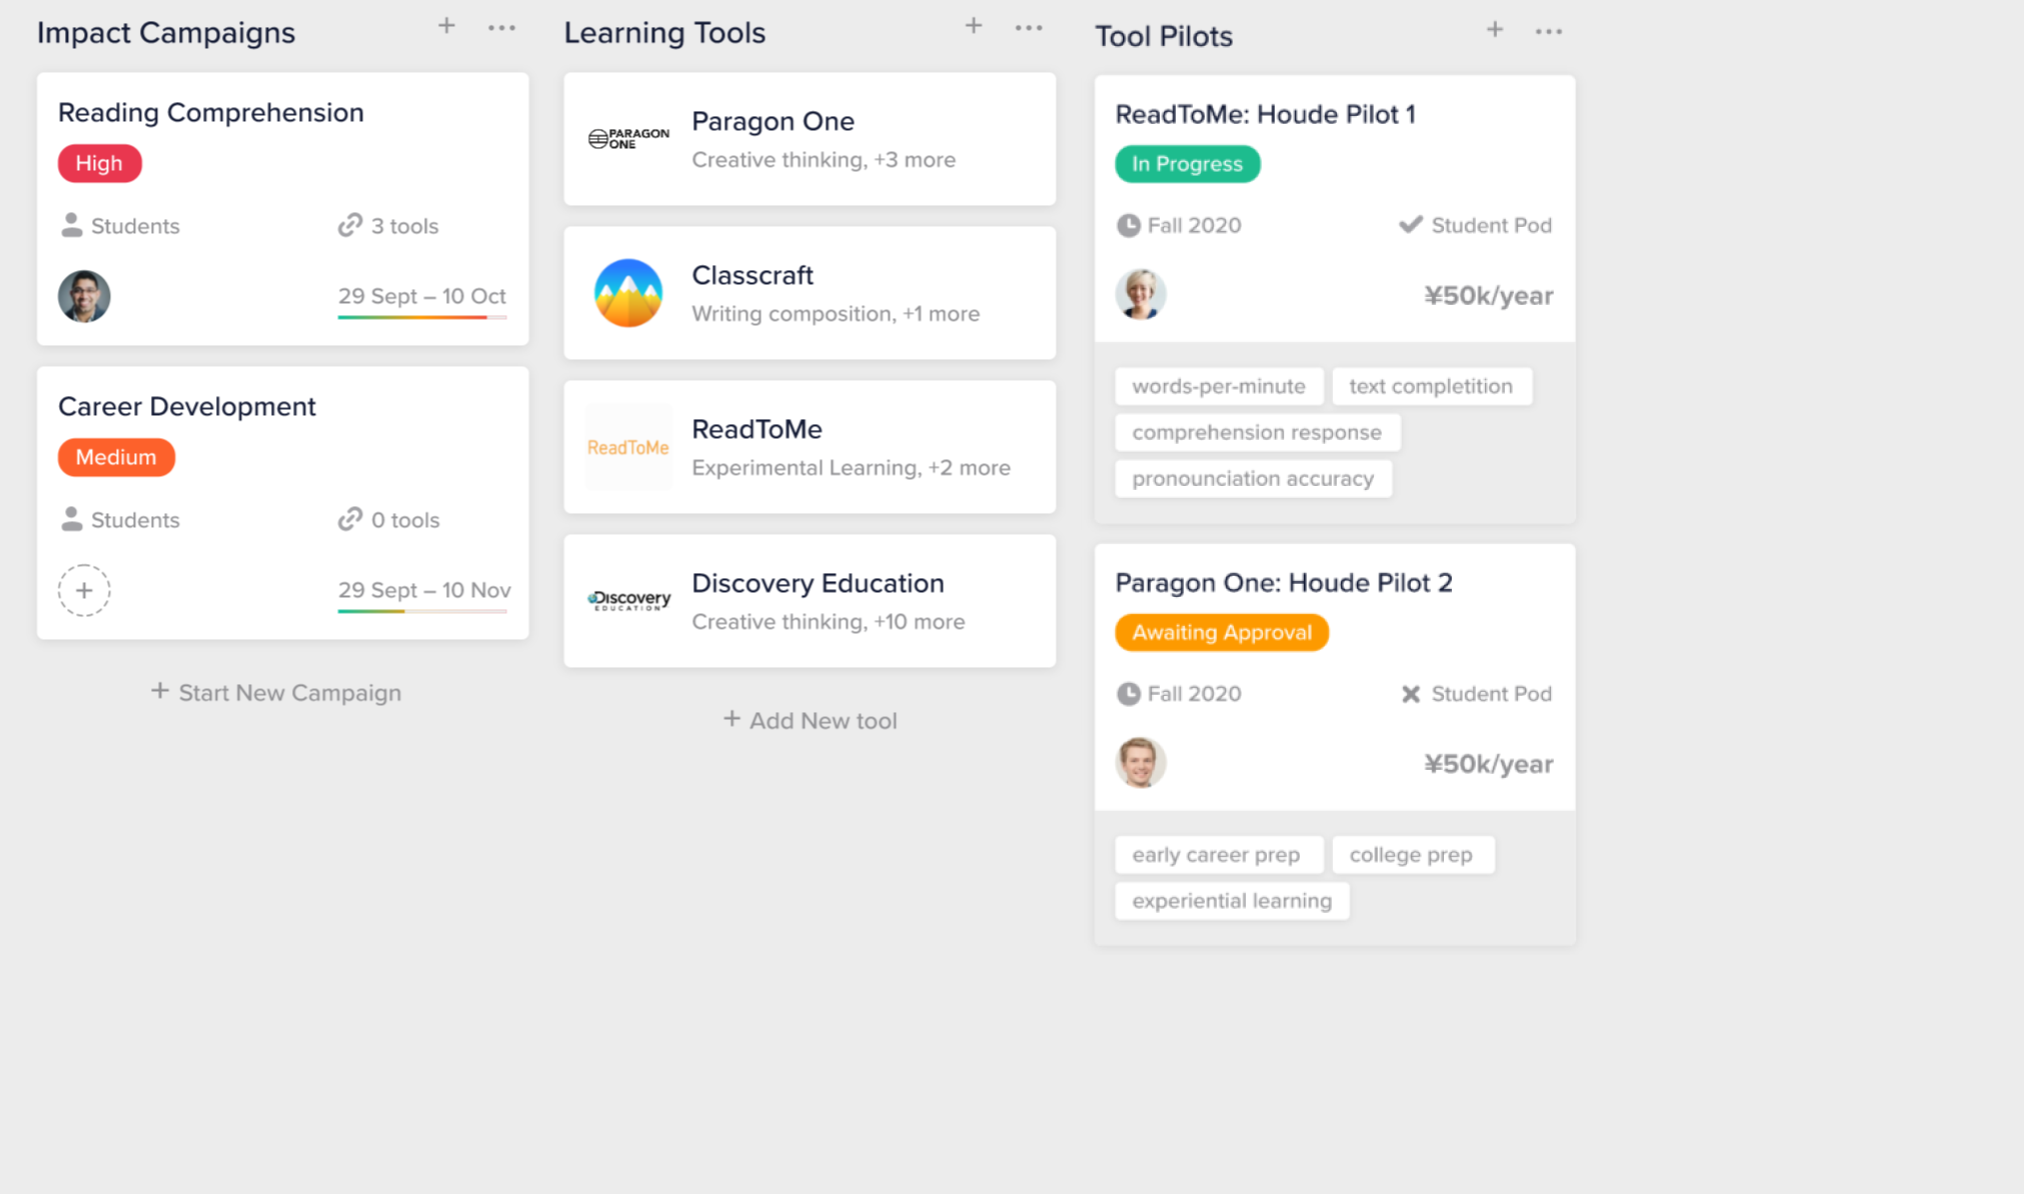 Impact Campaigns
Reading Comprehension
High
Students
3 tools
29 Sept – 10 Oct
Career Development
Medium
Students
0 tools
29 Sept – 10 Nov
+ Start New Campaign
Learning Tools
PARAGON
ONE
Paragon One
Creative thinking, +3 more
Classcraft
Writing composition, +1 more
ReadToMe
ReadToMe
Experimental Learning, +2 more
Discovery
EDUCATION
Discovery Education
Creative thinking, +10 more
+ Add New tool
Tool Pilots
ReadToMe: Houde Pilot 1
In Progress
Fall 2020
Student Pod
¥50k/year
words-per-minute
text completition
comprehension response
pronounciation accuracy
Paragon One: Houde Pilot 2
Awaiting Approval
Fall 2020
Student Pod
¥50k/year
early career prep
college prep
experiential learning